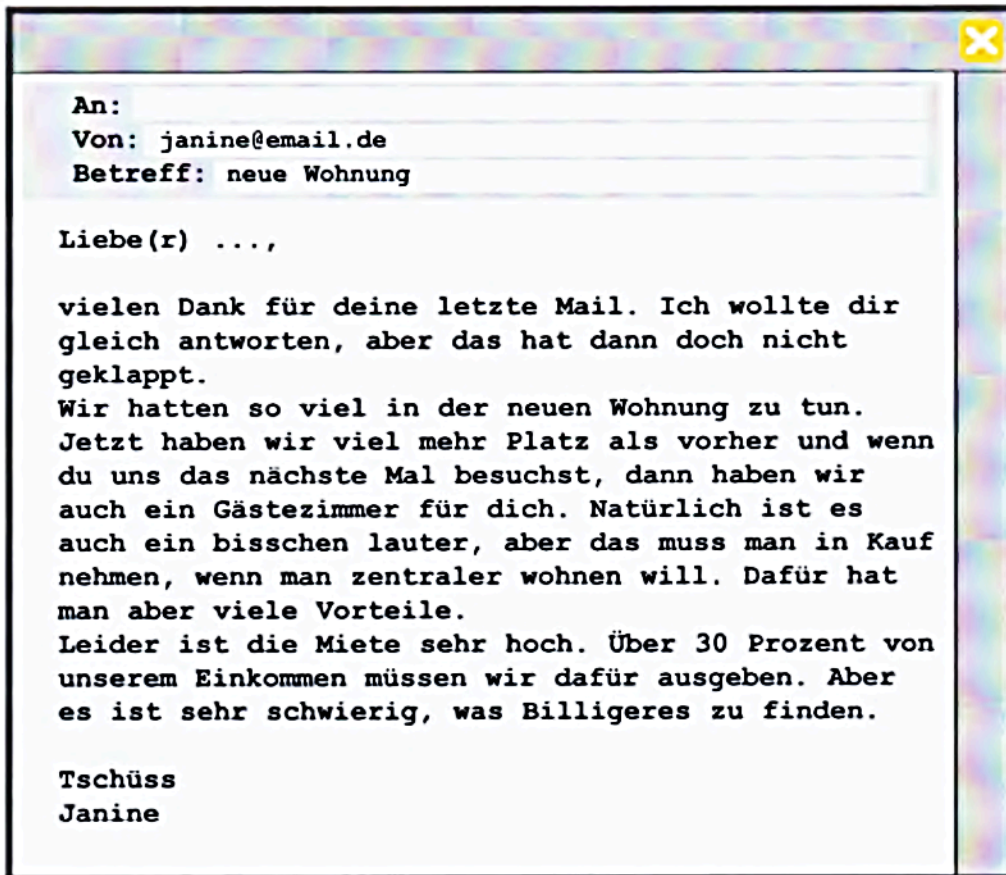 An:
Von: janine@email.de
Betreff: neue Wohnung
Liebe(r) ...,
vielen Dank für deine letzte Mail. Ich wollte dir
gleich antworten, aber das hat dann doch nicht
geklappt.
Wir hatten so viel in der neuen Wohnung zu tun.
Jetzt haben wir viel mehr Platz als vorher und wenn
du uns das nächste Mal besuchst, dann haben wir
auch ein Gästezimmer für dich. Natürlich ist es
auch ein bisschen lauter, aber das muss man in Kauf
nehmen, wenn man zentraler wohnen will. Dafür hat
man aber viele Vorteile.
Leider ist die Miete sehr hoch. Über 30 Prozent von
unserem Einkommen müssen wir dafür ausgeben. Aber
es ist sehr schwierig, was Billigeres zu finden.
Tschüss
Janine